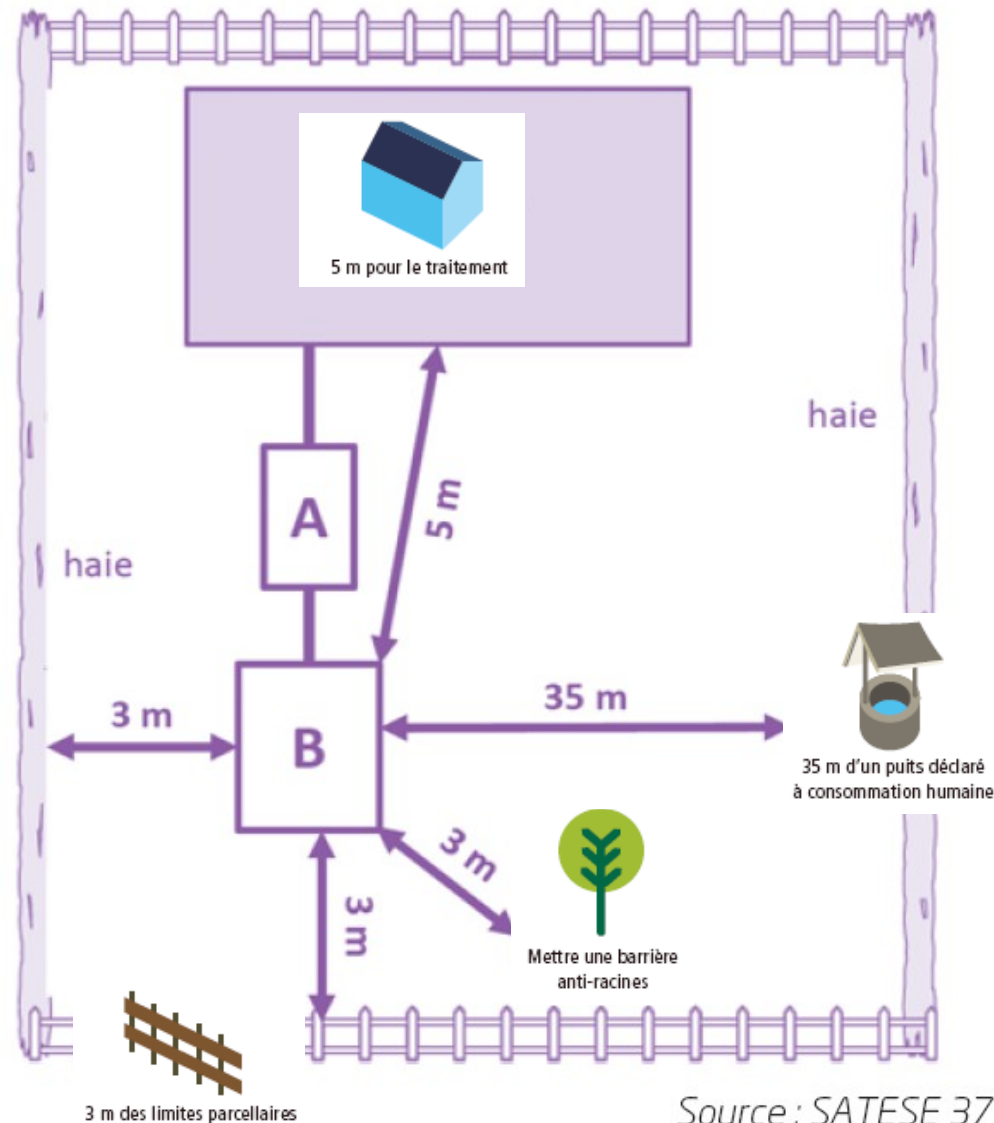 5 m pour le traitement
haie
A
5 m
haie
3 m
B
35 m
35 m d'un puits déclaré
à consommation humaine
3 m
3 m
Mettre une barrière
anti-racines
3 m des limites parcellaires
Source : SATESE 37